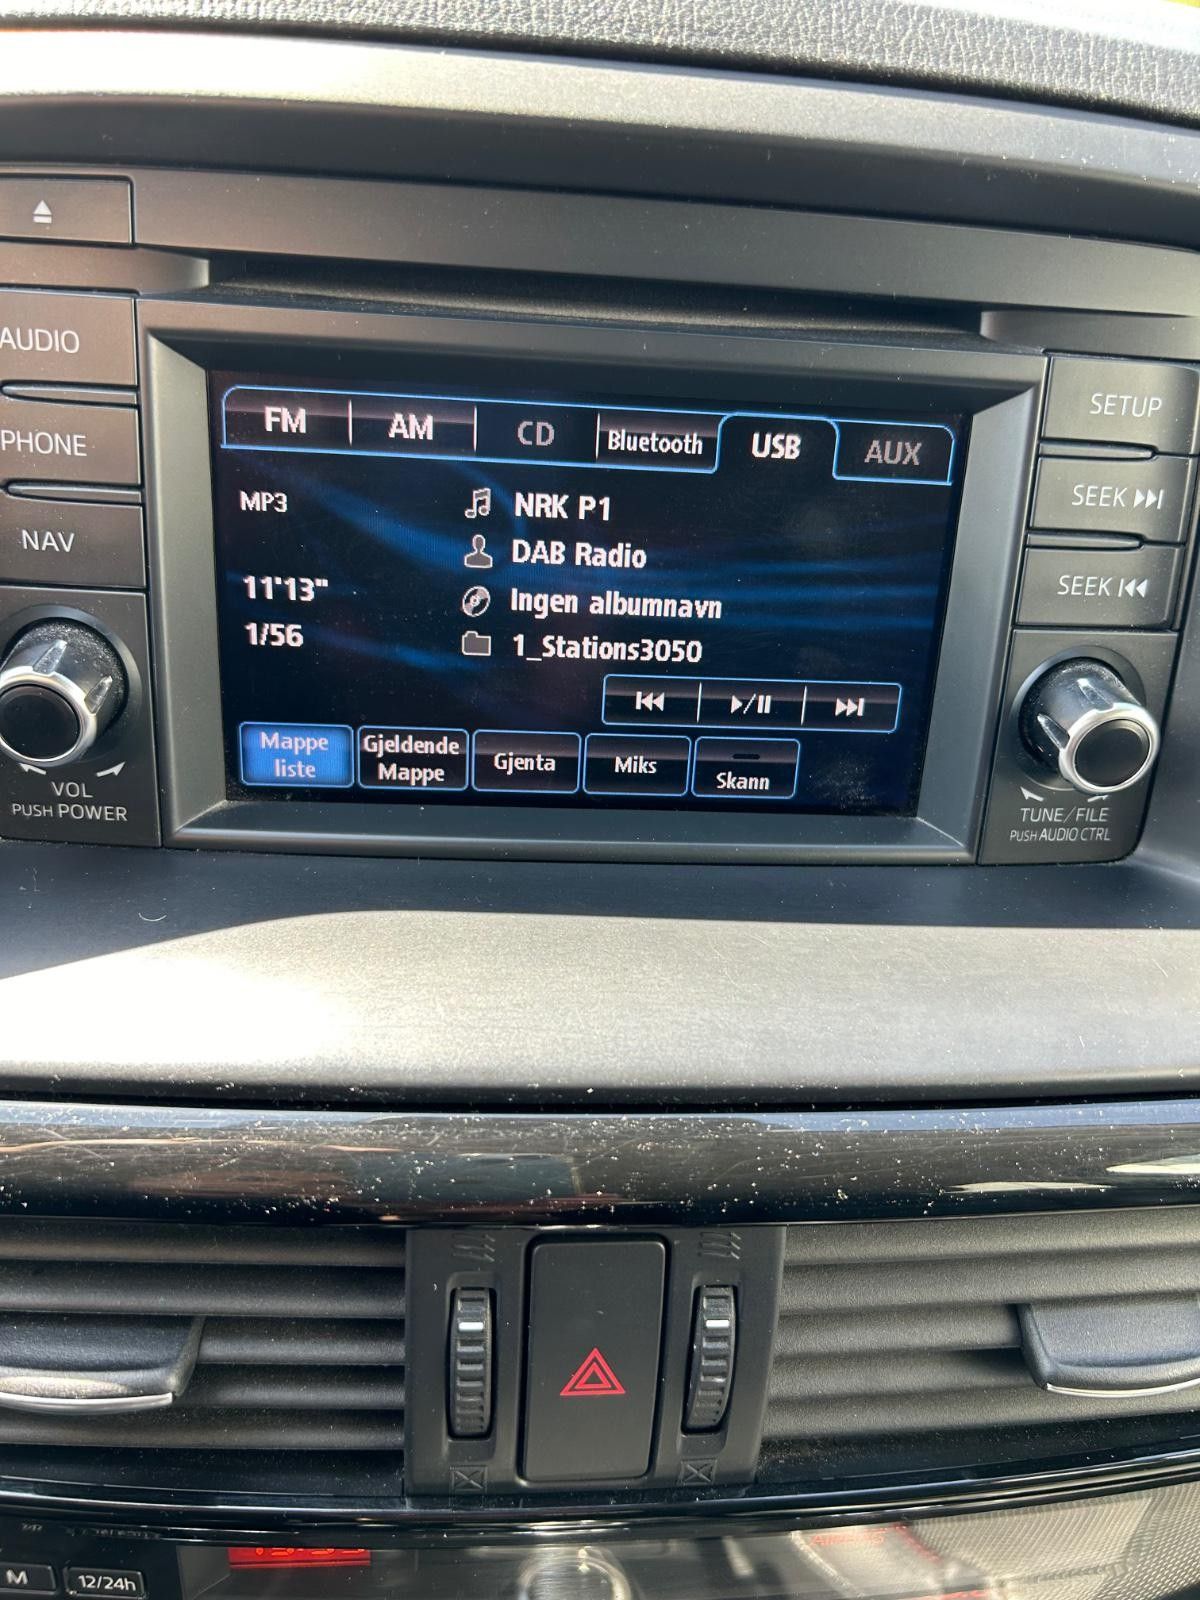 AUDIO
PHONE
NAV
VOL
PUSH POWER
FM AM CD Bluetooth USB AUX
MP3
NRK P1
DAB Radio
11'13"
Ingen albumnavn
1/56
1_Stations3050
Mappe
liste
Gjeldende
Mappe
Gjenta
Miks
Skann
SETUP
SEEK
SEEK
TUNE/FILE
PUSH AUDIO CTRL
M
12/24h